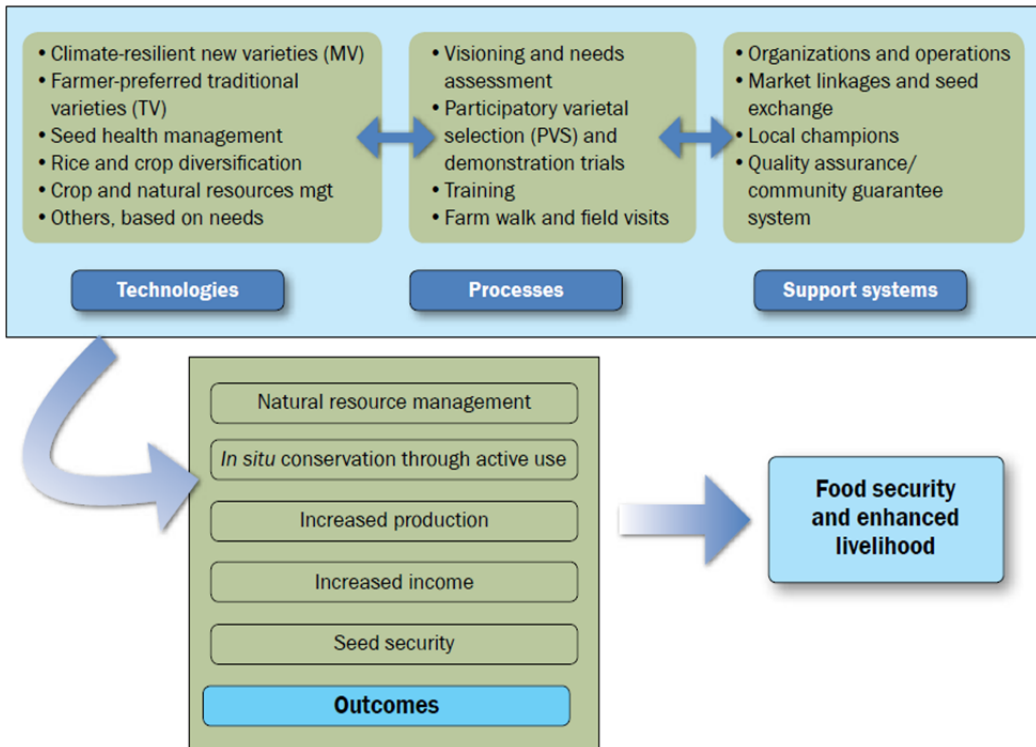 • Climate-resilient new varieties (MV)
• Farmer-preferred traditional
varieties (TV)
• Seed health management
• Rice and crop diversification
• Crop and natural resources mgt
• Others, based on needs
Technologies
• Visioning and needs
assessment
• Participatory varietal
selection (PVS) and
demonstration trials
• Training
• Farm walk and field visits
Processes
• Organizations and operations
• Market linkages and seed
exchange
• Local champions
• Quality assurance/
community guarantee
system
Support systems
Natural resource management
In situ conservation through active use
Increased production
Increased income
Seed security
Outcomes
Food security
and enhanced
livelihood